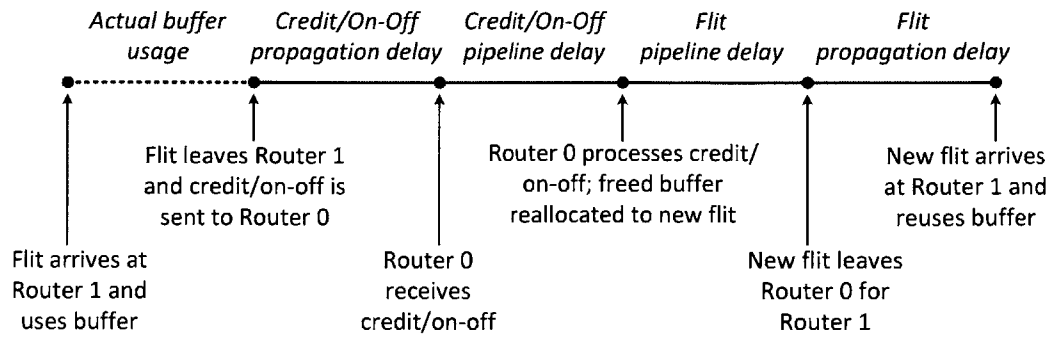 Actual buffer
usage
Credit/On-Off
propagation delay
Credit/On-Off
pipeline delay
Flit
pipeline delay
Flit
propagation delay
Flit leaves Router 1
and credit/on-off is
sent to Router 0
Router 0 processes credit/
on-off; freed buffer
reallocated to new flit
New flit arrives
at Router 1 and
reuses buffer
Flit arrives at
Router 1 and
uses buffer
Router 0
receives
credit/on-off
New flit leaves
Router 0 for
Router 1